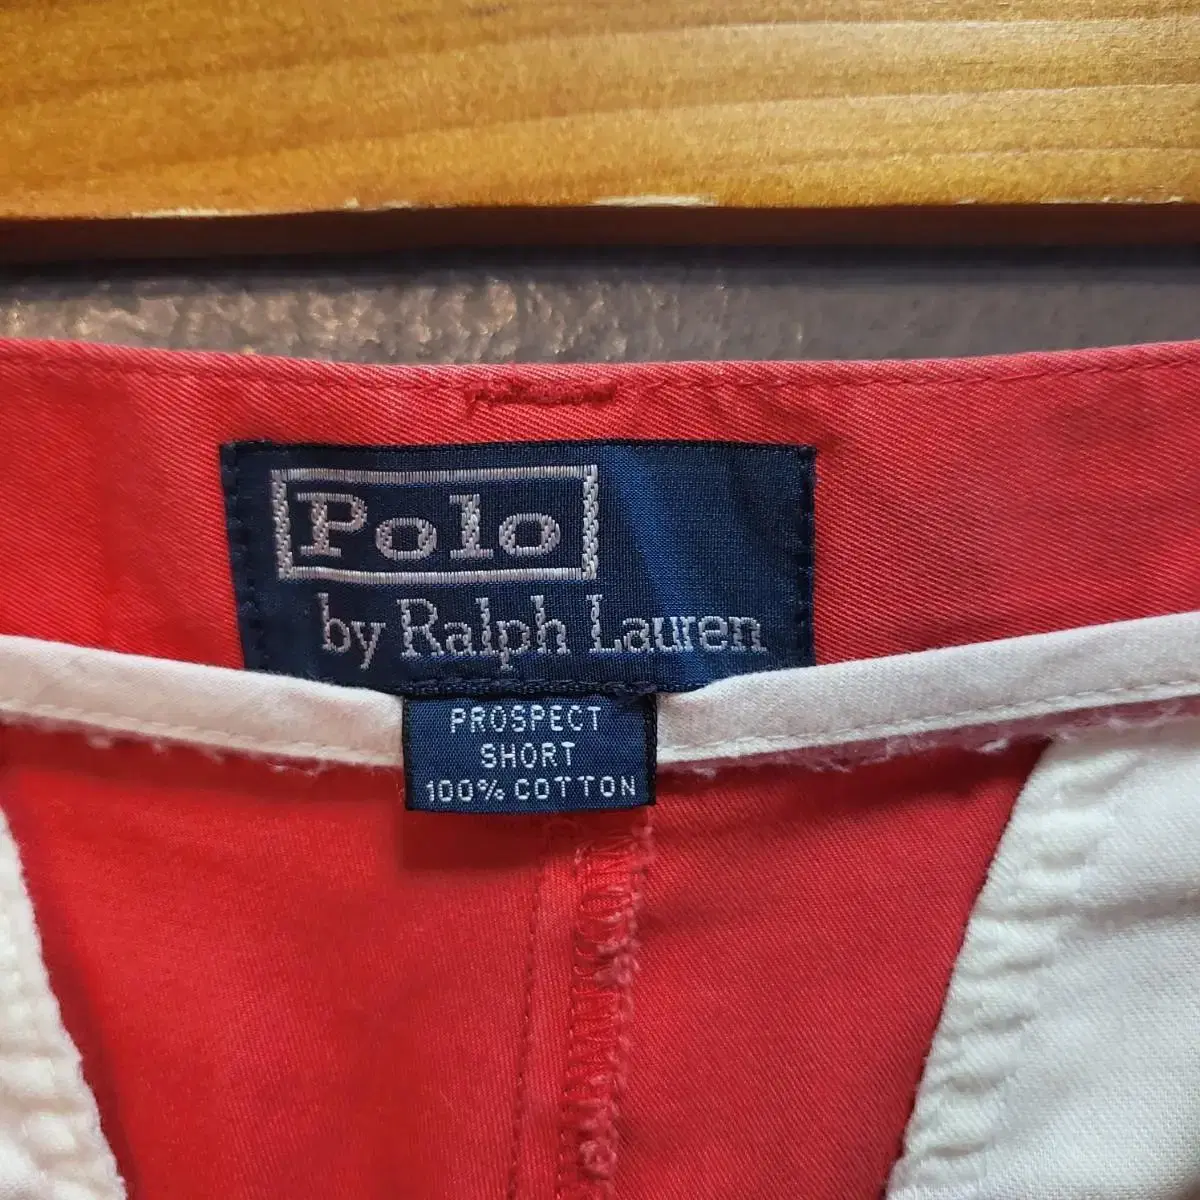 Polo
by Ralph Lauren
PROSPECT
SHORT
100% COTTON